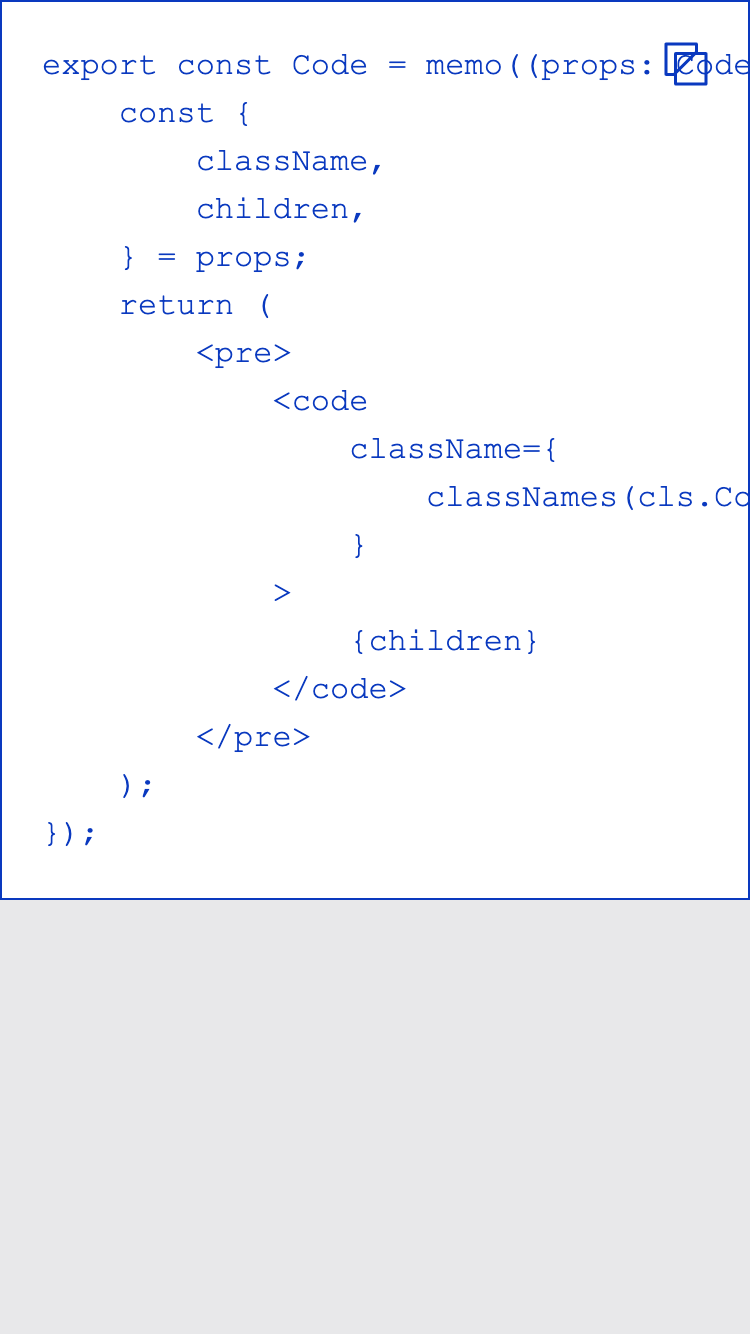 export const Code = memo((props: Code
    const {
        className,
        children,
    } = props;
    return (
        <pre>
            <code
                className={
                    classNames(cls.Co
                }
            >
                {children}
            </code>
        </pre>
    );
});